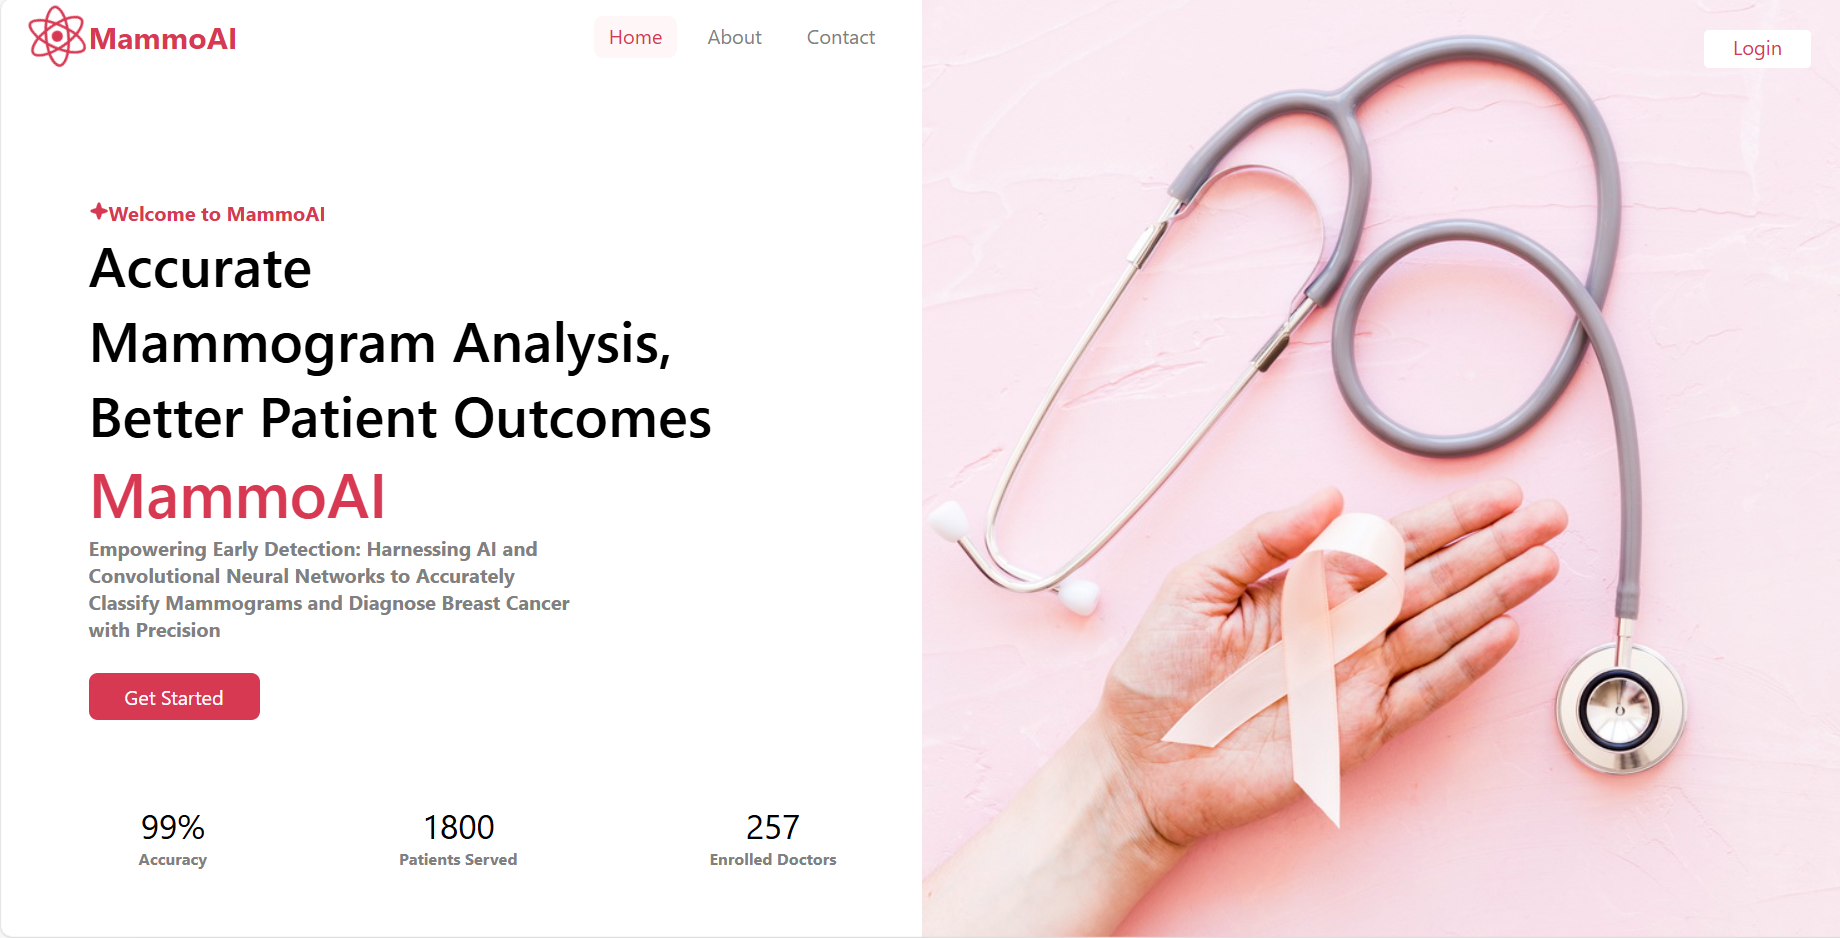 MammoAI
Home
About
Contact
Login
Welcome to MammoAI
Accurate
Mammogram Analysis,
Better Patient Outcomes
MammoAI
Empowering Early Detection: Harnessing AI and
Convolutional Neural Networks to Accurately
Classify Mammograms and Diagnose Breast Cancer
with Precision
Get Started
99%
Accuracy
1800
Patients Served
257
Enrolled Doctors